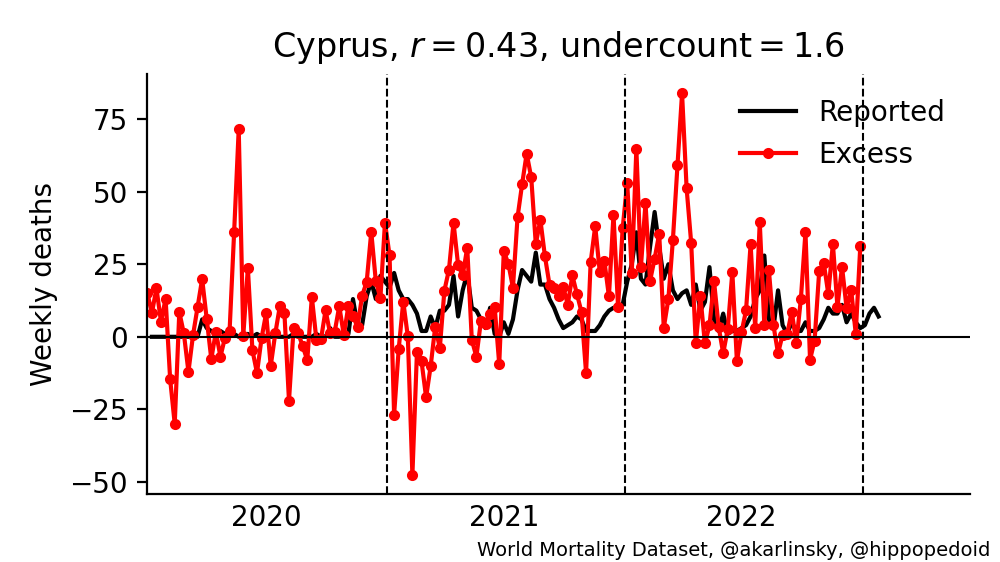 Cyprus, r = 0.43, undercount = 1.6
Weekly deaths
75
50
25
0
−25
−50
Reported
Excess
2020
2021
2022
World Mortality Dataset, @akarlinsky, @hippopedoid